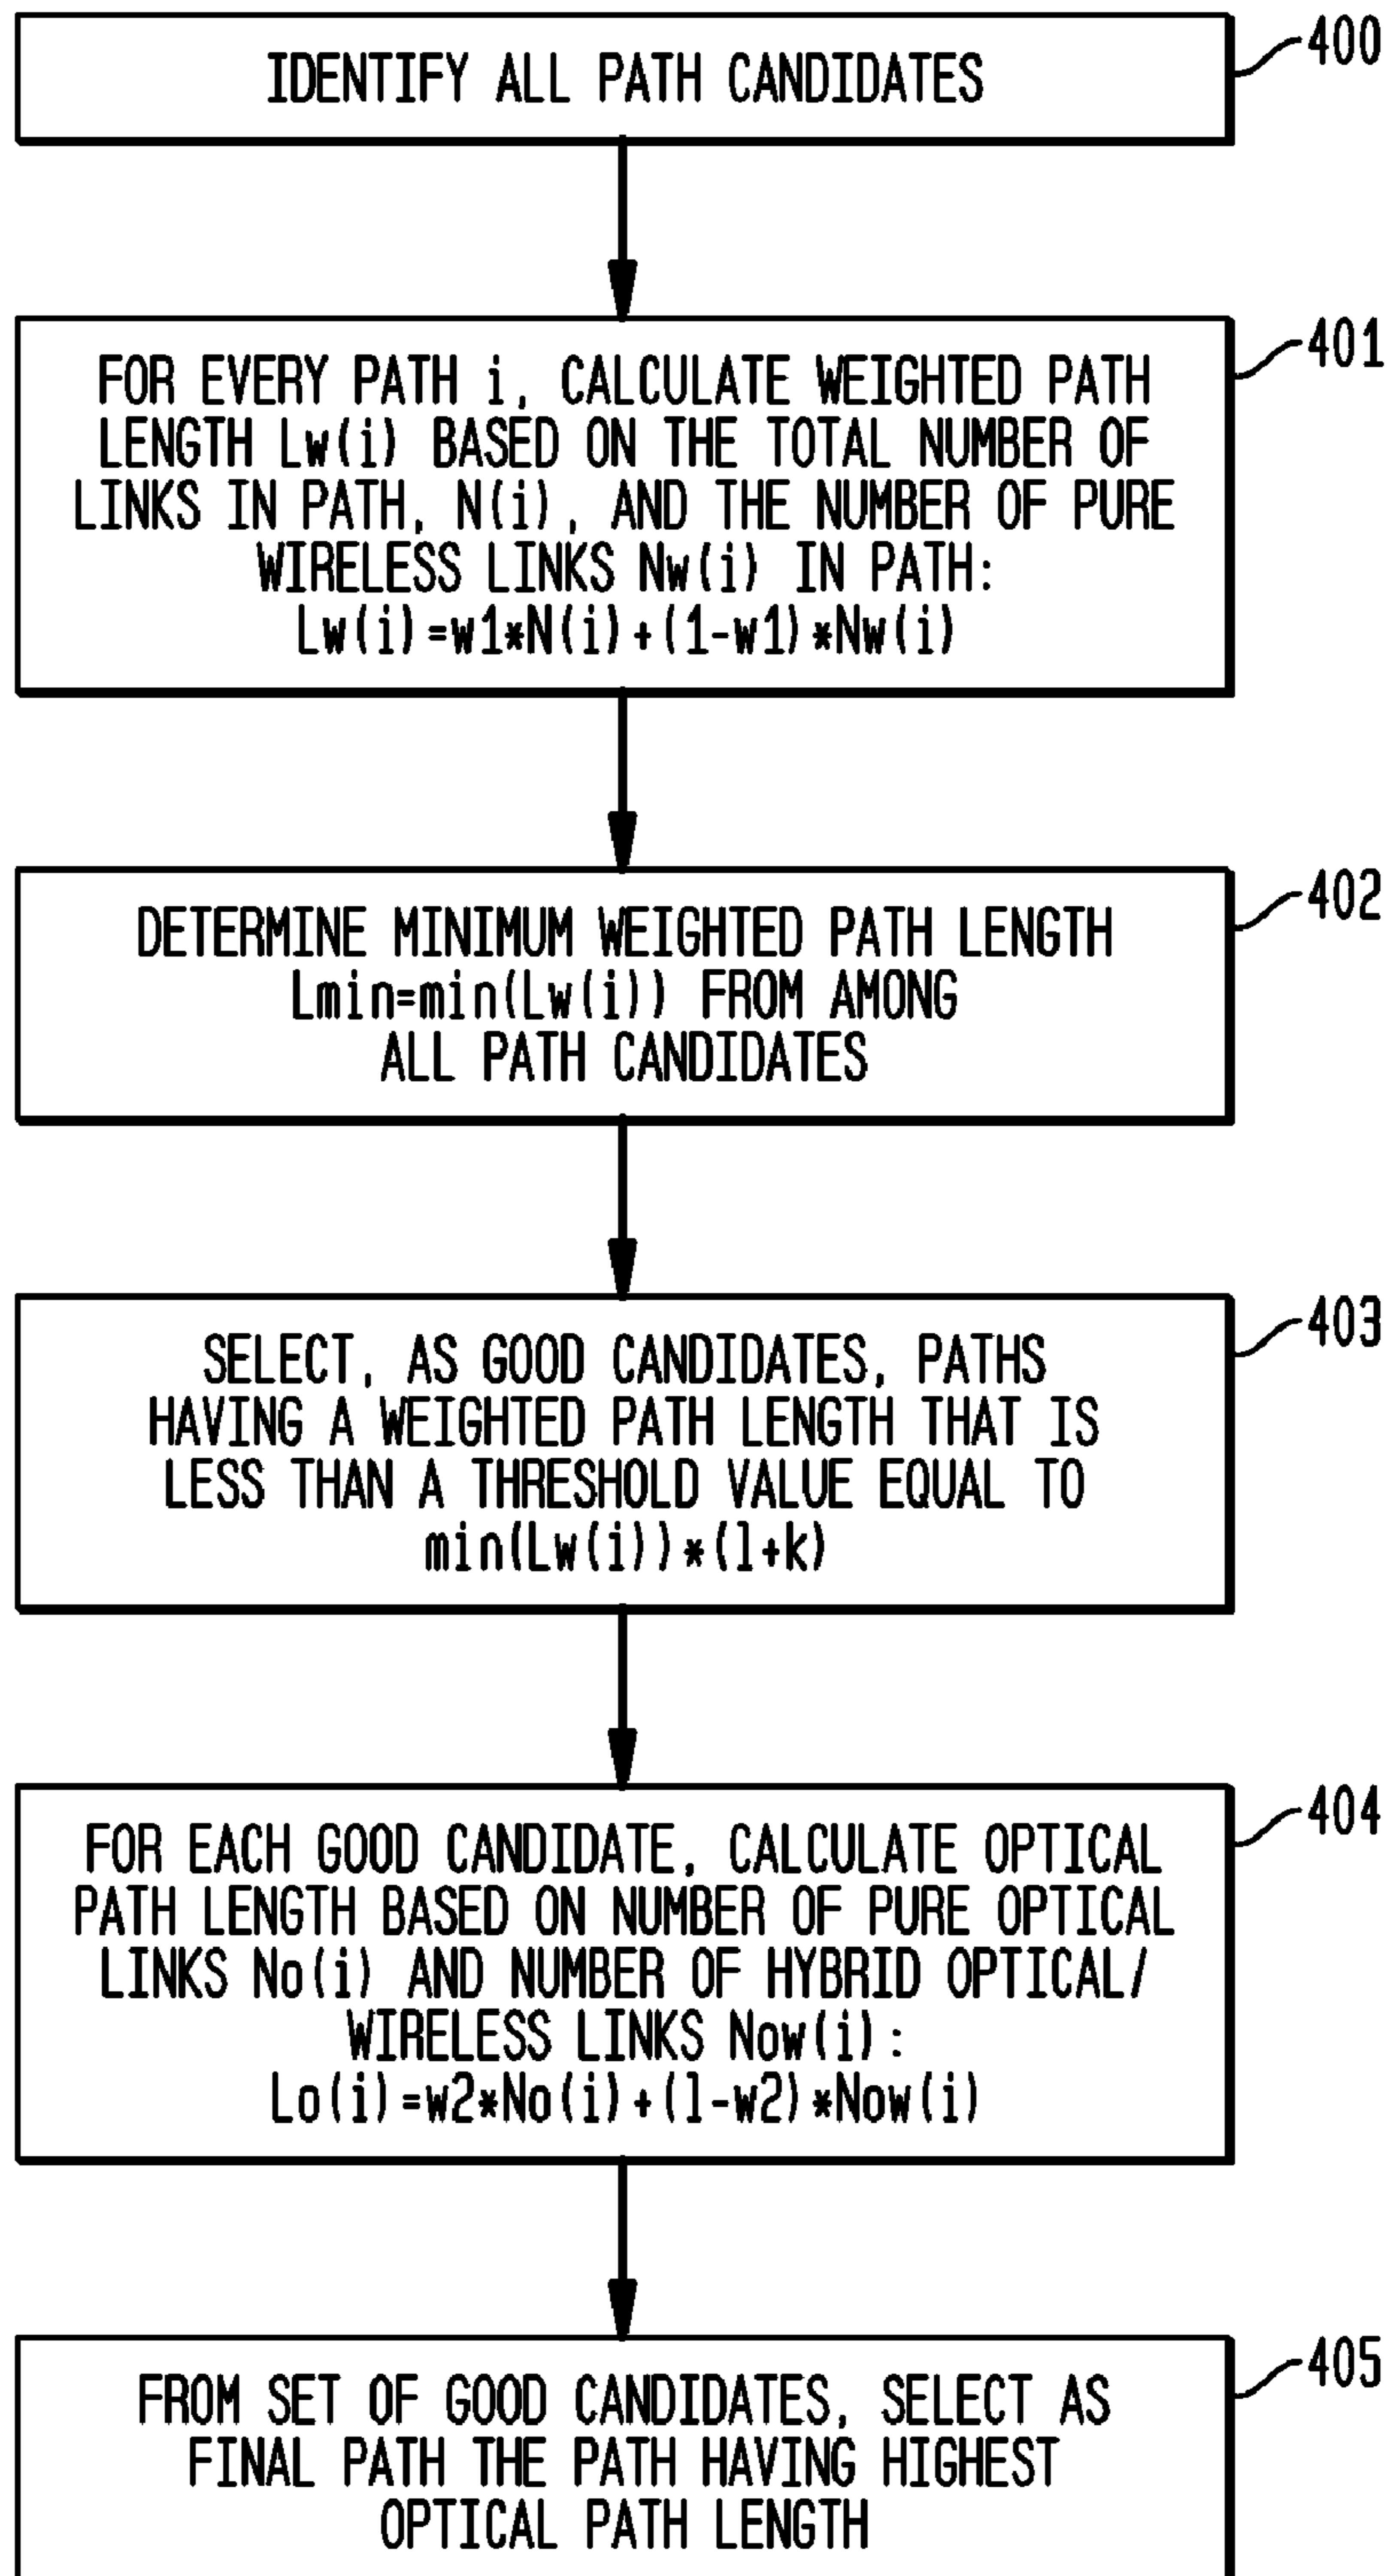 IDENTIFY ALL PATH CANDIDATES
400
FOR EVERY PATH i, CALCULATE WEIGHTED PATH
LENGTH Lw(i) BASED ON THE TOTAL NUMBER OF
LINKS IN PATH, N(i), AND THE NUMBER OF PURE
WIRELESS LINKS Nw(i) IN PATH:
Lw(i)=w1*N(i)+(1-w1)*Nw(i)
401
DETERMINE MINIMUM WEIGHTED PATH LENGTH
Lmin=min(Lw(i)) FROM AMONG
ALL PATH CANDIDATES
402
SELECT, AS GOOD CANDIDATES, PATHS
HAVING A WEIGHTED PATH LENGTH THAT IS
LESS THAN A THRESHOLD VALUE EQUAL TO
min(Lw(i))*(l+k)
403
FOR EACH GOOD CANDIDATE, CALCULATE OPTICAL
PATH LENGTH BASED ON NUMBER OF PURE OPTICAL
LINKS No(i) AND NUMBER OF HYBRID OPTICAL/
WIRELESS LINKS Now(i):
Lo(i)=w2*No(i)+(l-w2)*Now(i)
404
FROM SET OF GOOD CANDIDATES, SELECT AS
FINAL PATH THE PATH HAVING HIGHEST
OPTICAL PATH LENGTH
405